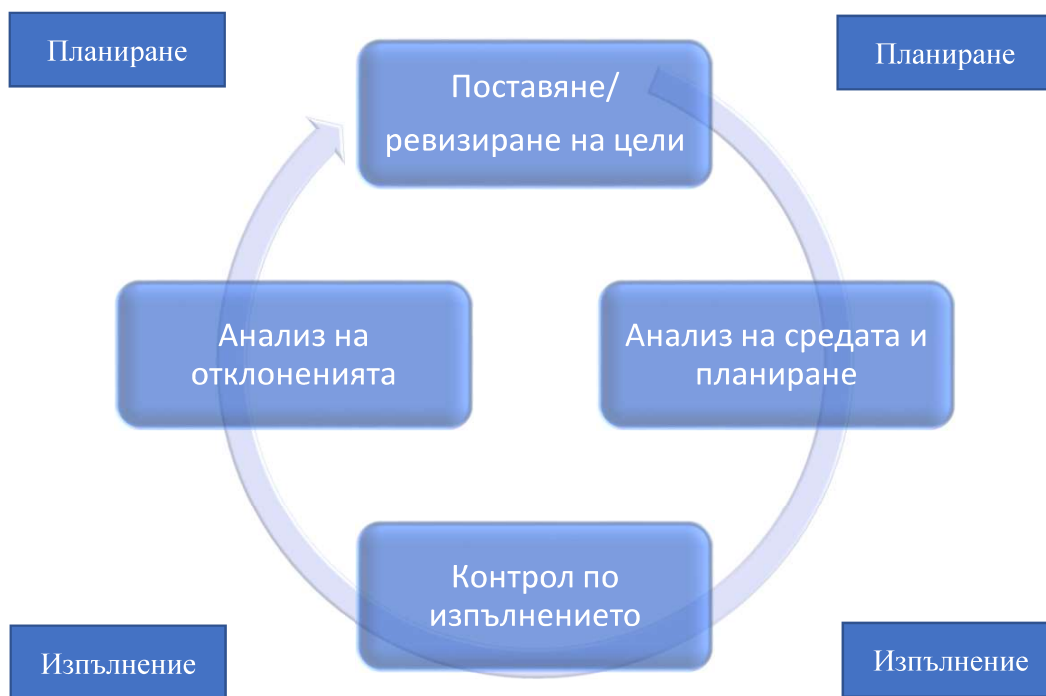 Планиране
Планиране
Поставяне/
ревизиране на цели
Анализ на
отклоненията
Анализ на средата и
планиране
Контрол по
изпълнението
Изпълнение
Изпълнение